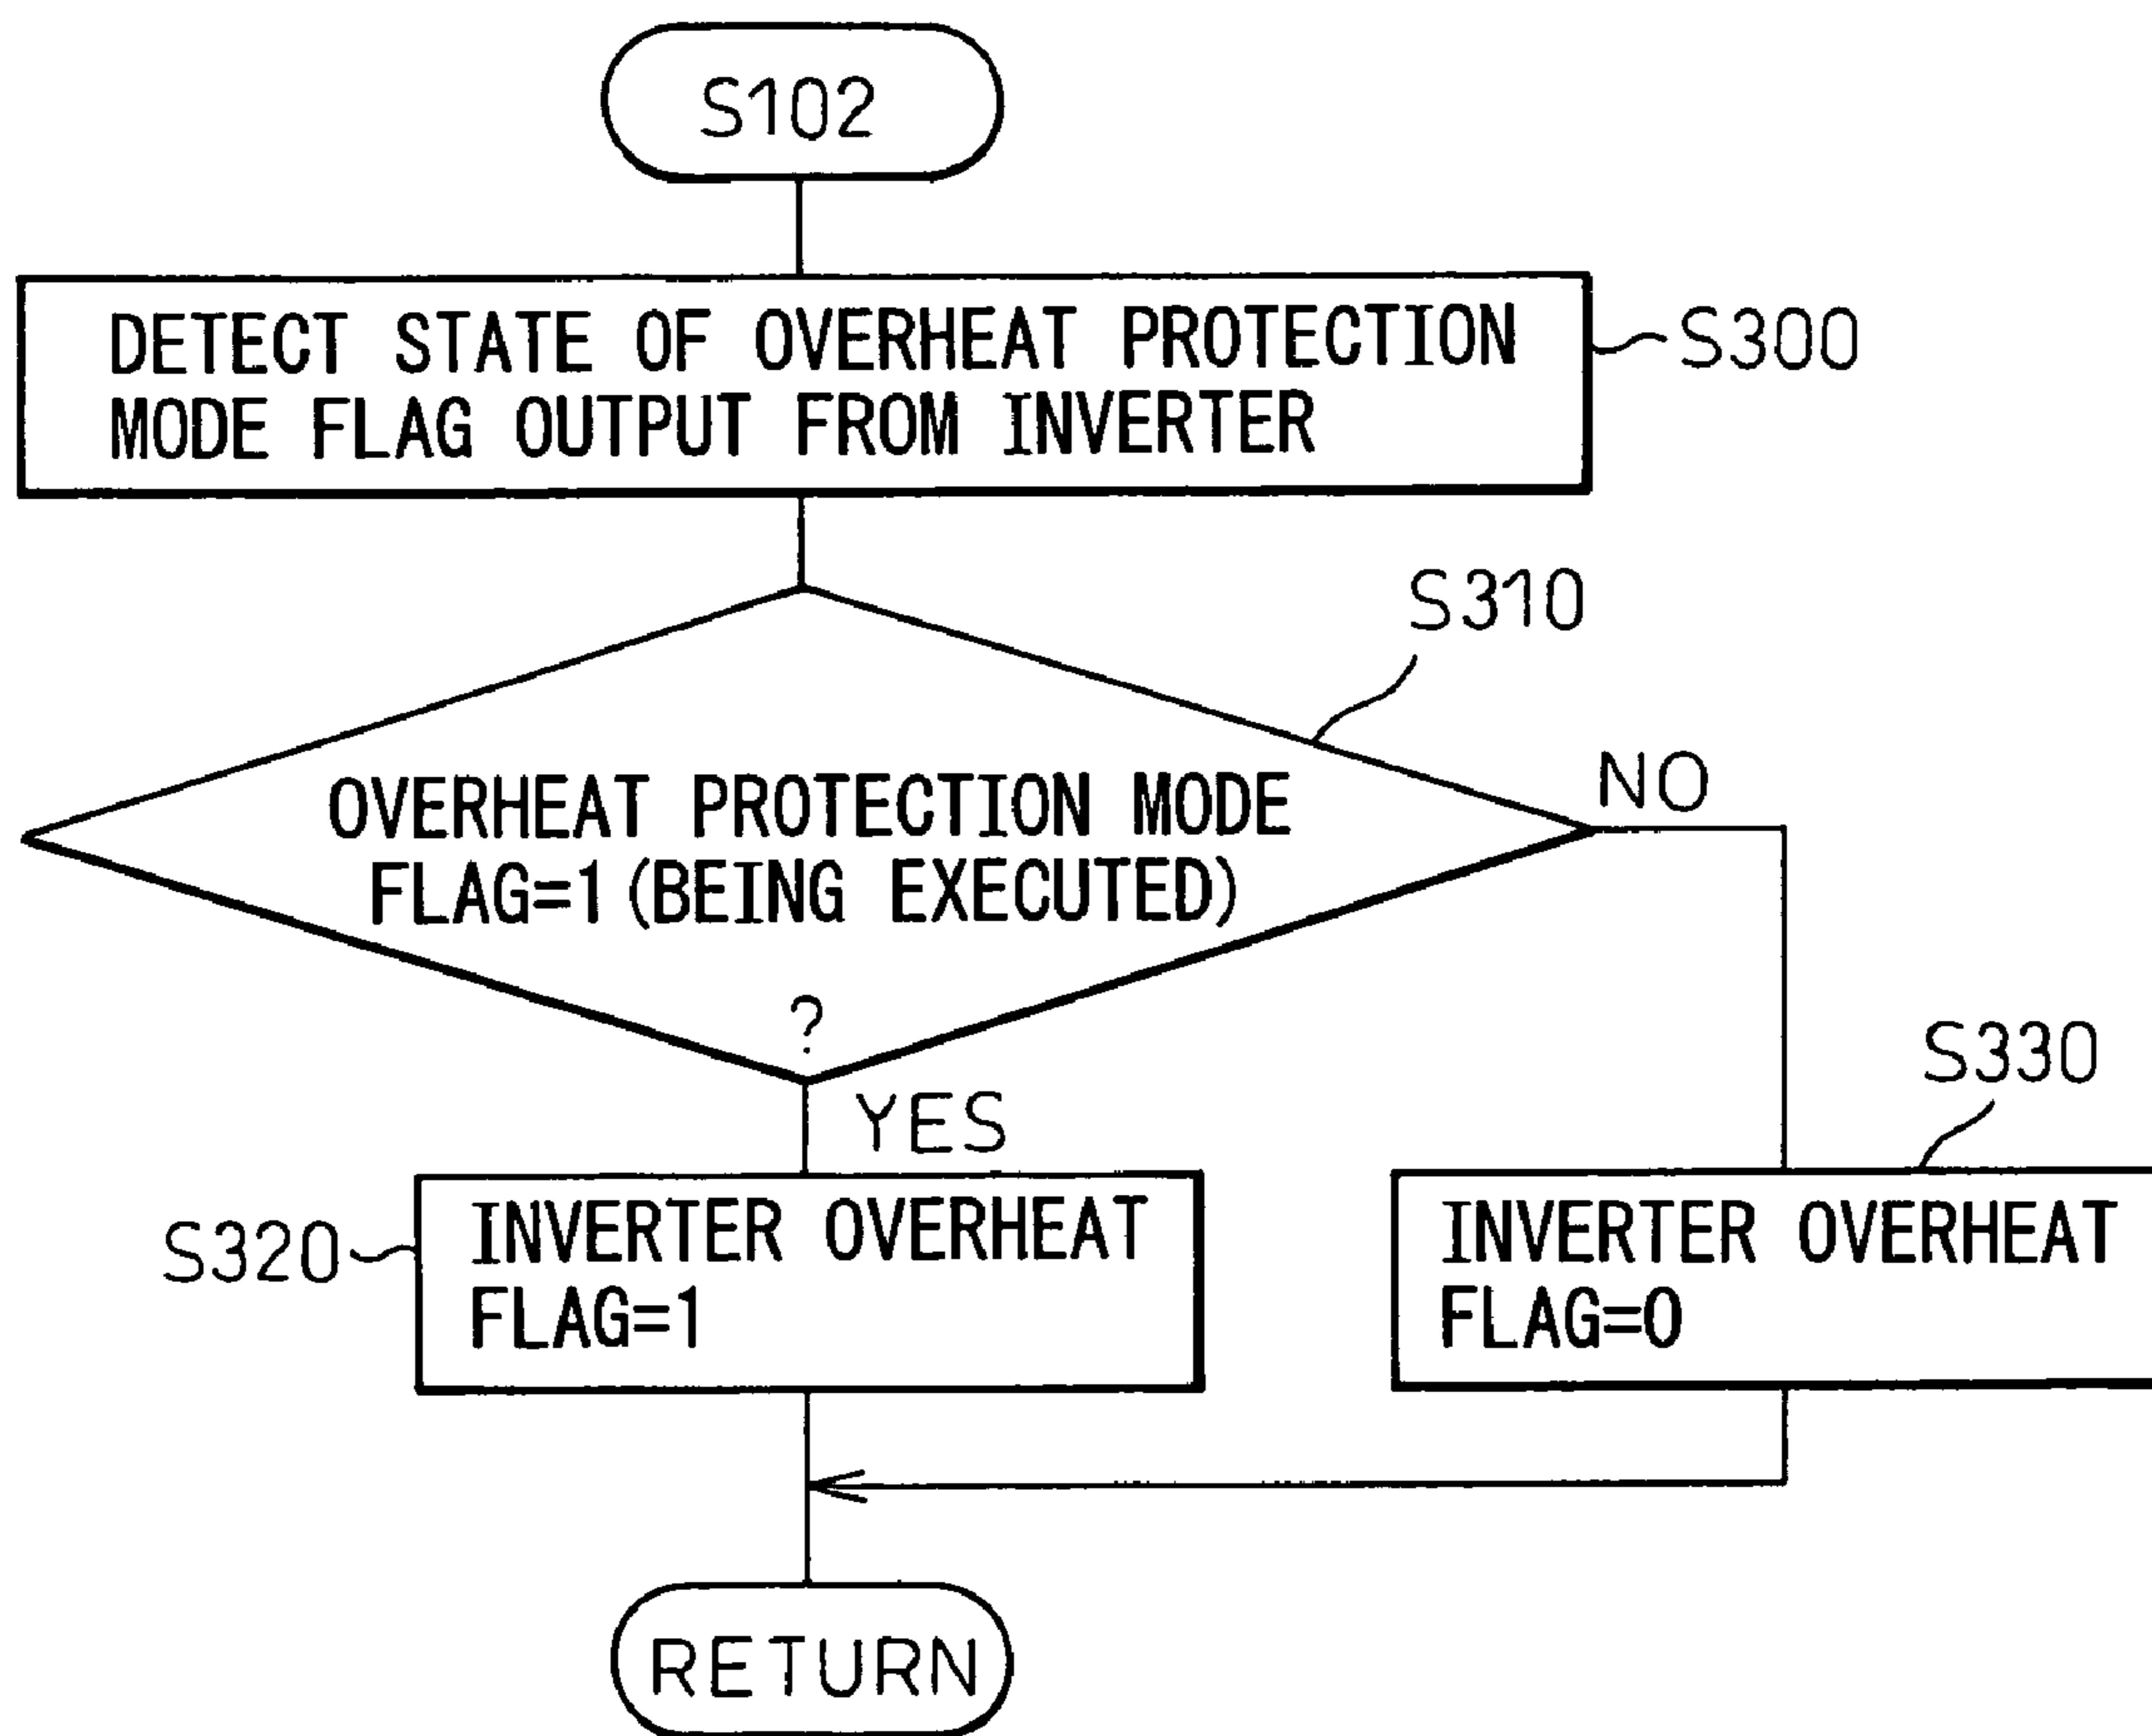 S102
DETECT STATE OF OVERHEAT PROTECTION
MODE FLAG OUTPUT FROM INVERTER
S300
S310
OVERHEAT PROTECTION MODE
FLAG=1 (BEING EXECUTED)
?
NO
YES
S320
INVERTER OVERHEAT
FLAG=1
S330
INVERTER OVERHEAT
FLAG=0
RETURN